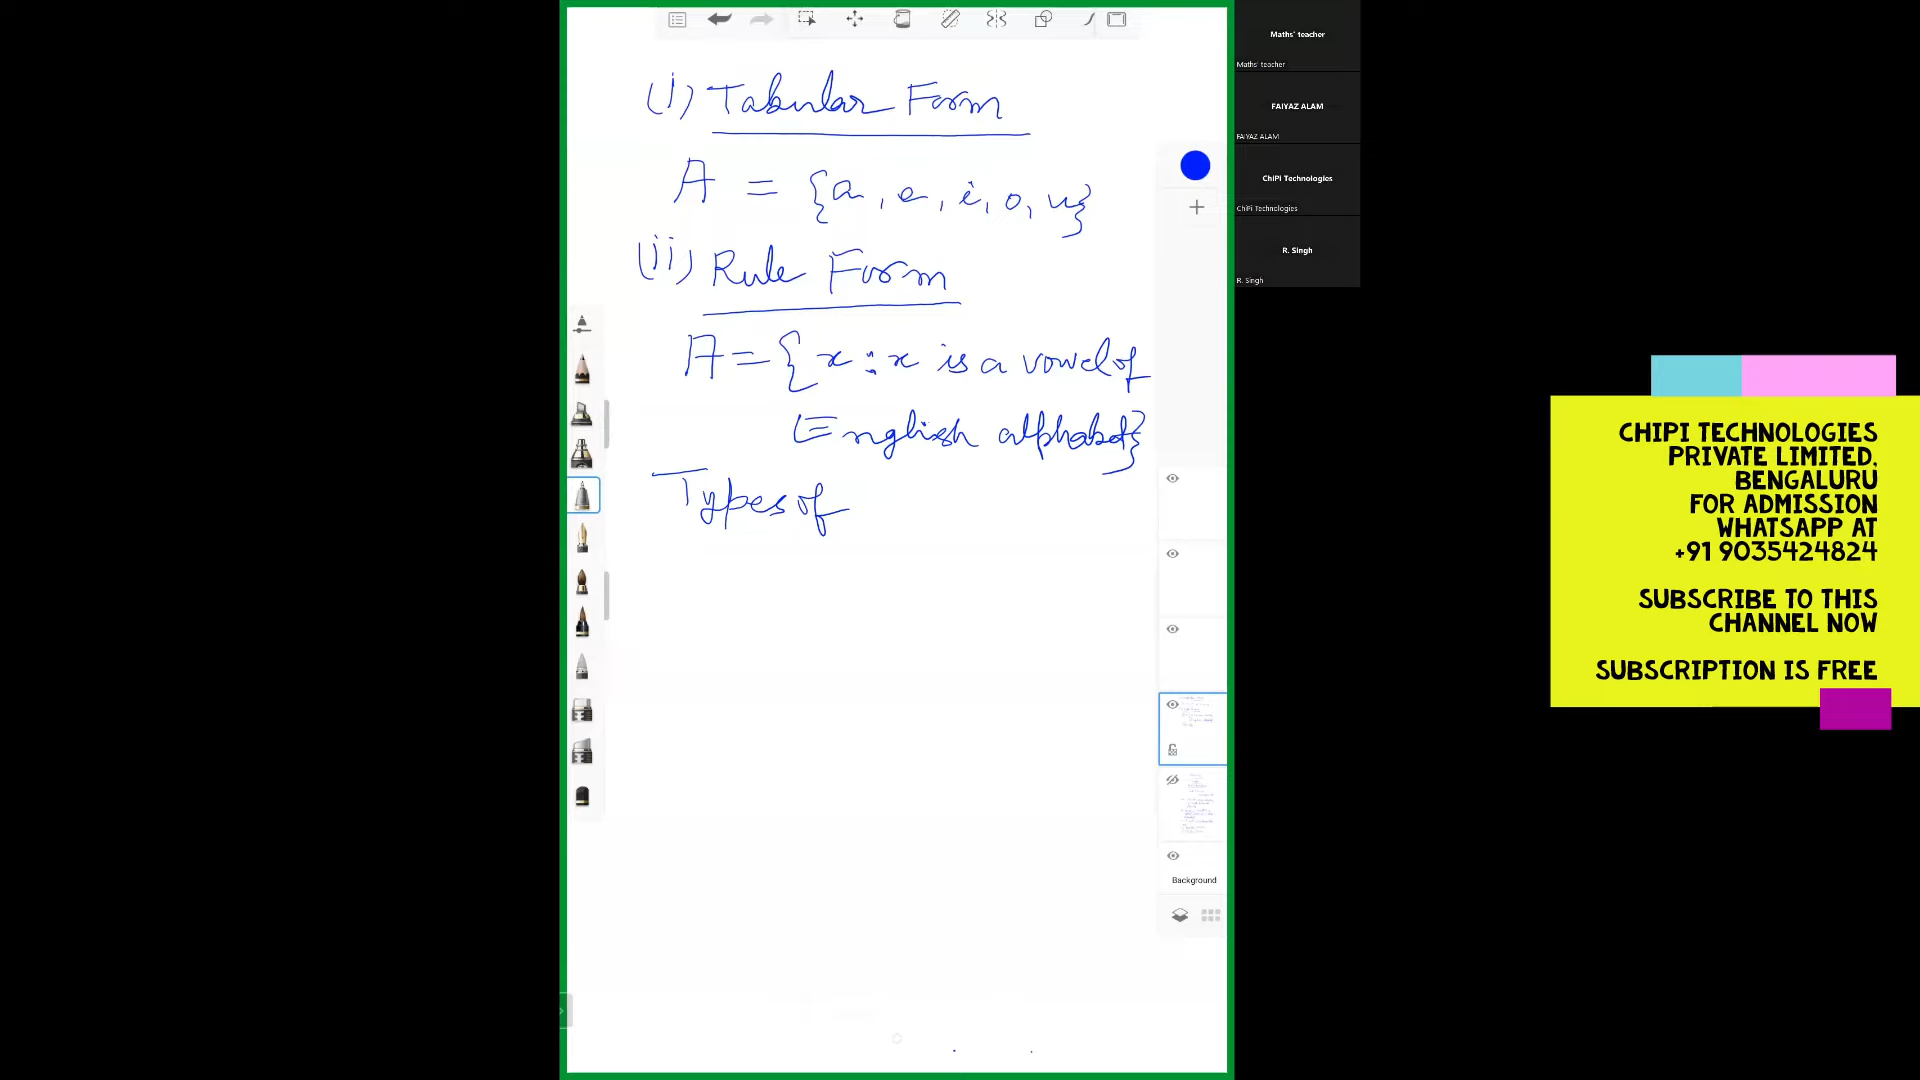 (i) Tabular Form
A = {a, e, i, o, u}
(ii) Rule Form
A = { x : x is a vowel of
English alphabet}
Types of
Background
Maths' teacher
Maths' teacher
FAIYAZ ALAM
FAIYAZ ALAM
ChiPi Technologies
ChiPi Technologies
R. Singh
R. Singh
CHIPI TECHNOLOGIES
PRIVATE LIMITED,
BENGALURU
FOR ADMISSION
WHATSAPP AT
+91 9035424824
SUBSCRIBE TO THIS
CHANNEL NOW
SUBSCRIPTION IS FREE